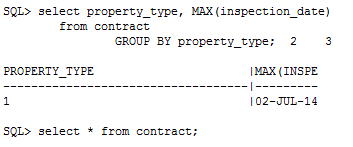 SQL> select property_type, MAX(inspection_date)
from contract
GROUP BY property_type;  2    3
PROPERTY_TYPE                       |MAX(INSPE
------------------------------------|---------
1                                   |02-JUL-14
SQL> select * from contract;